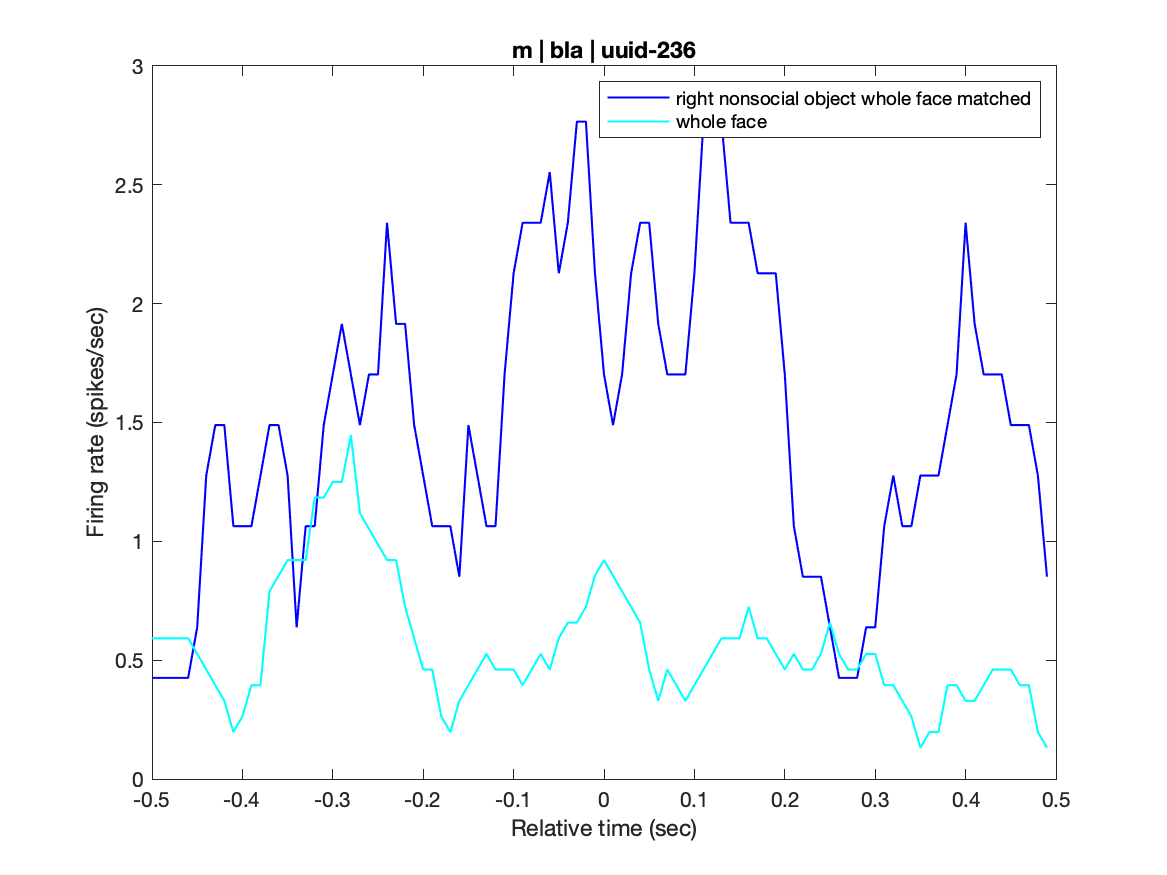 m | bla | uuid-236
right nonsocial object whole face matched
whole face
3
2.5
2
1.5
1
0.5
0
Firing rate (spikes/sec)
-0.5 -0.4 -0.3 -0.2 -0.1 0 0.1 0.2 0.3 0.4 0.5
Relative time (sec)